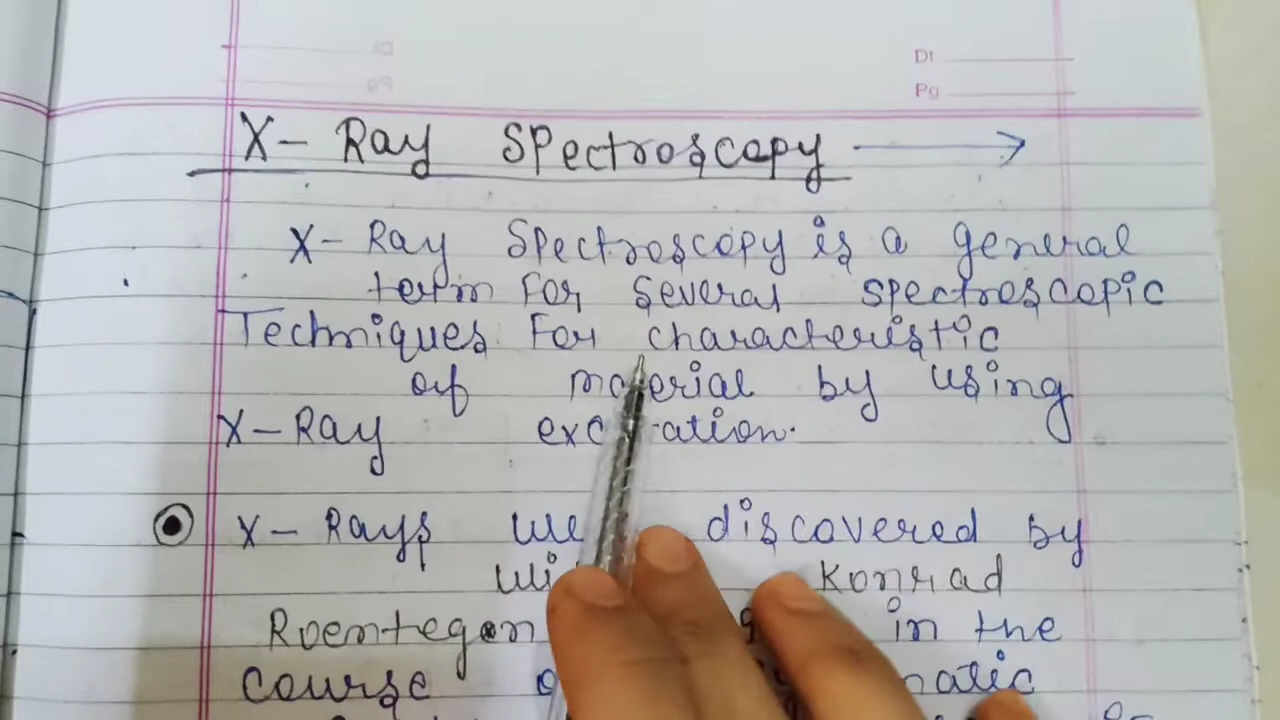 Dt
Pg
X- Ray SPectroscopy
X- Ray Spectroscopy is a general
term for several spectroscopic
Techniques For characteristic
of material by using
X-Ray
X- Rays discovered by
Konrad
Roentegen in the
course